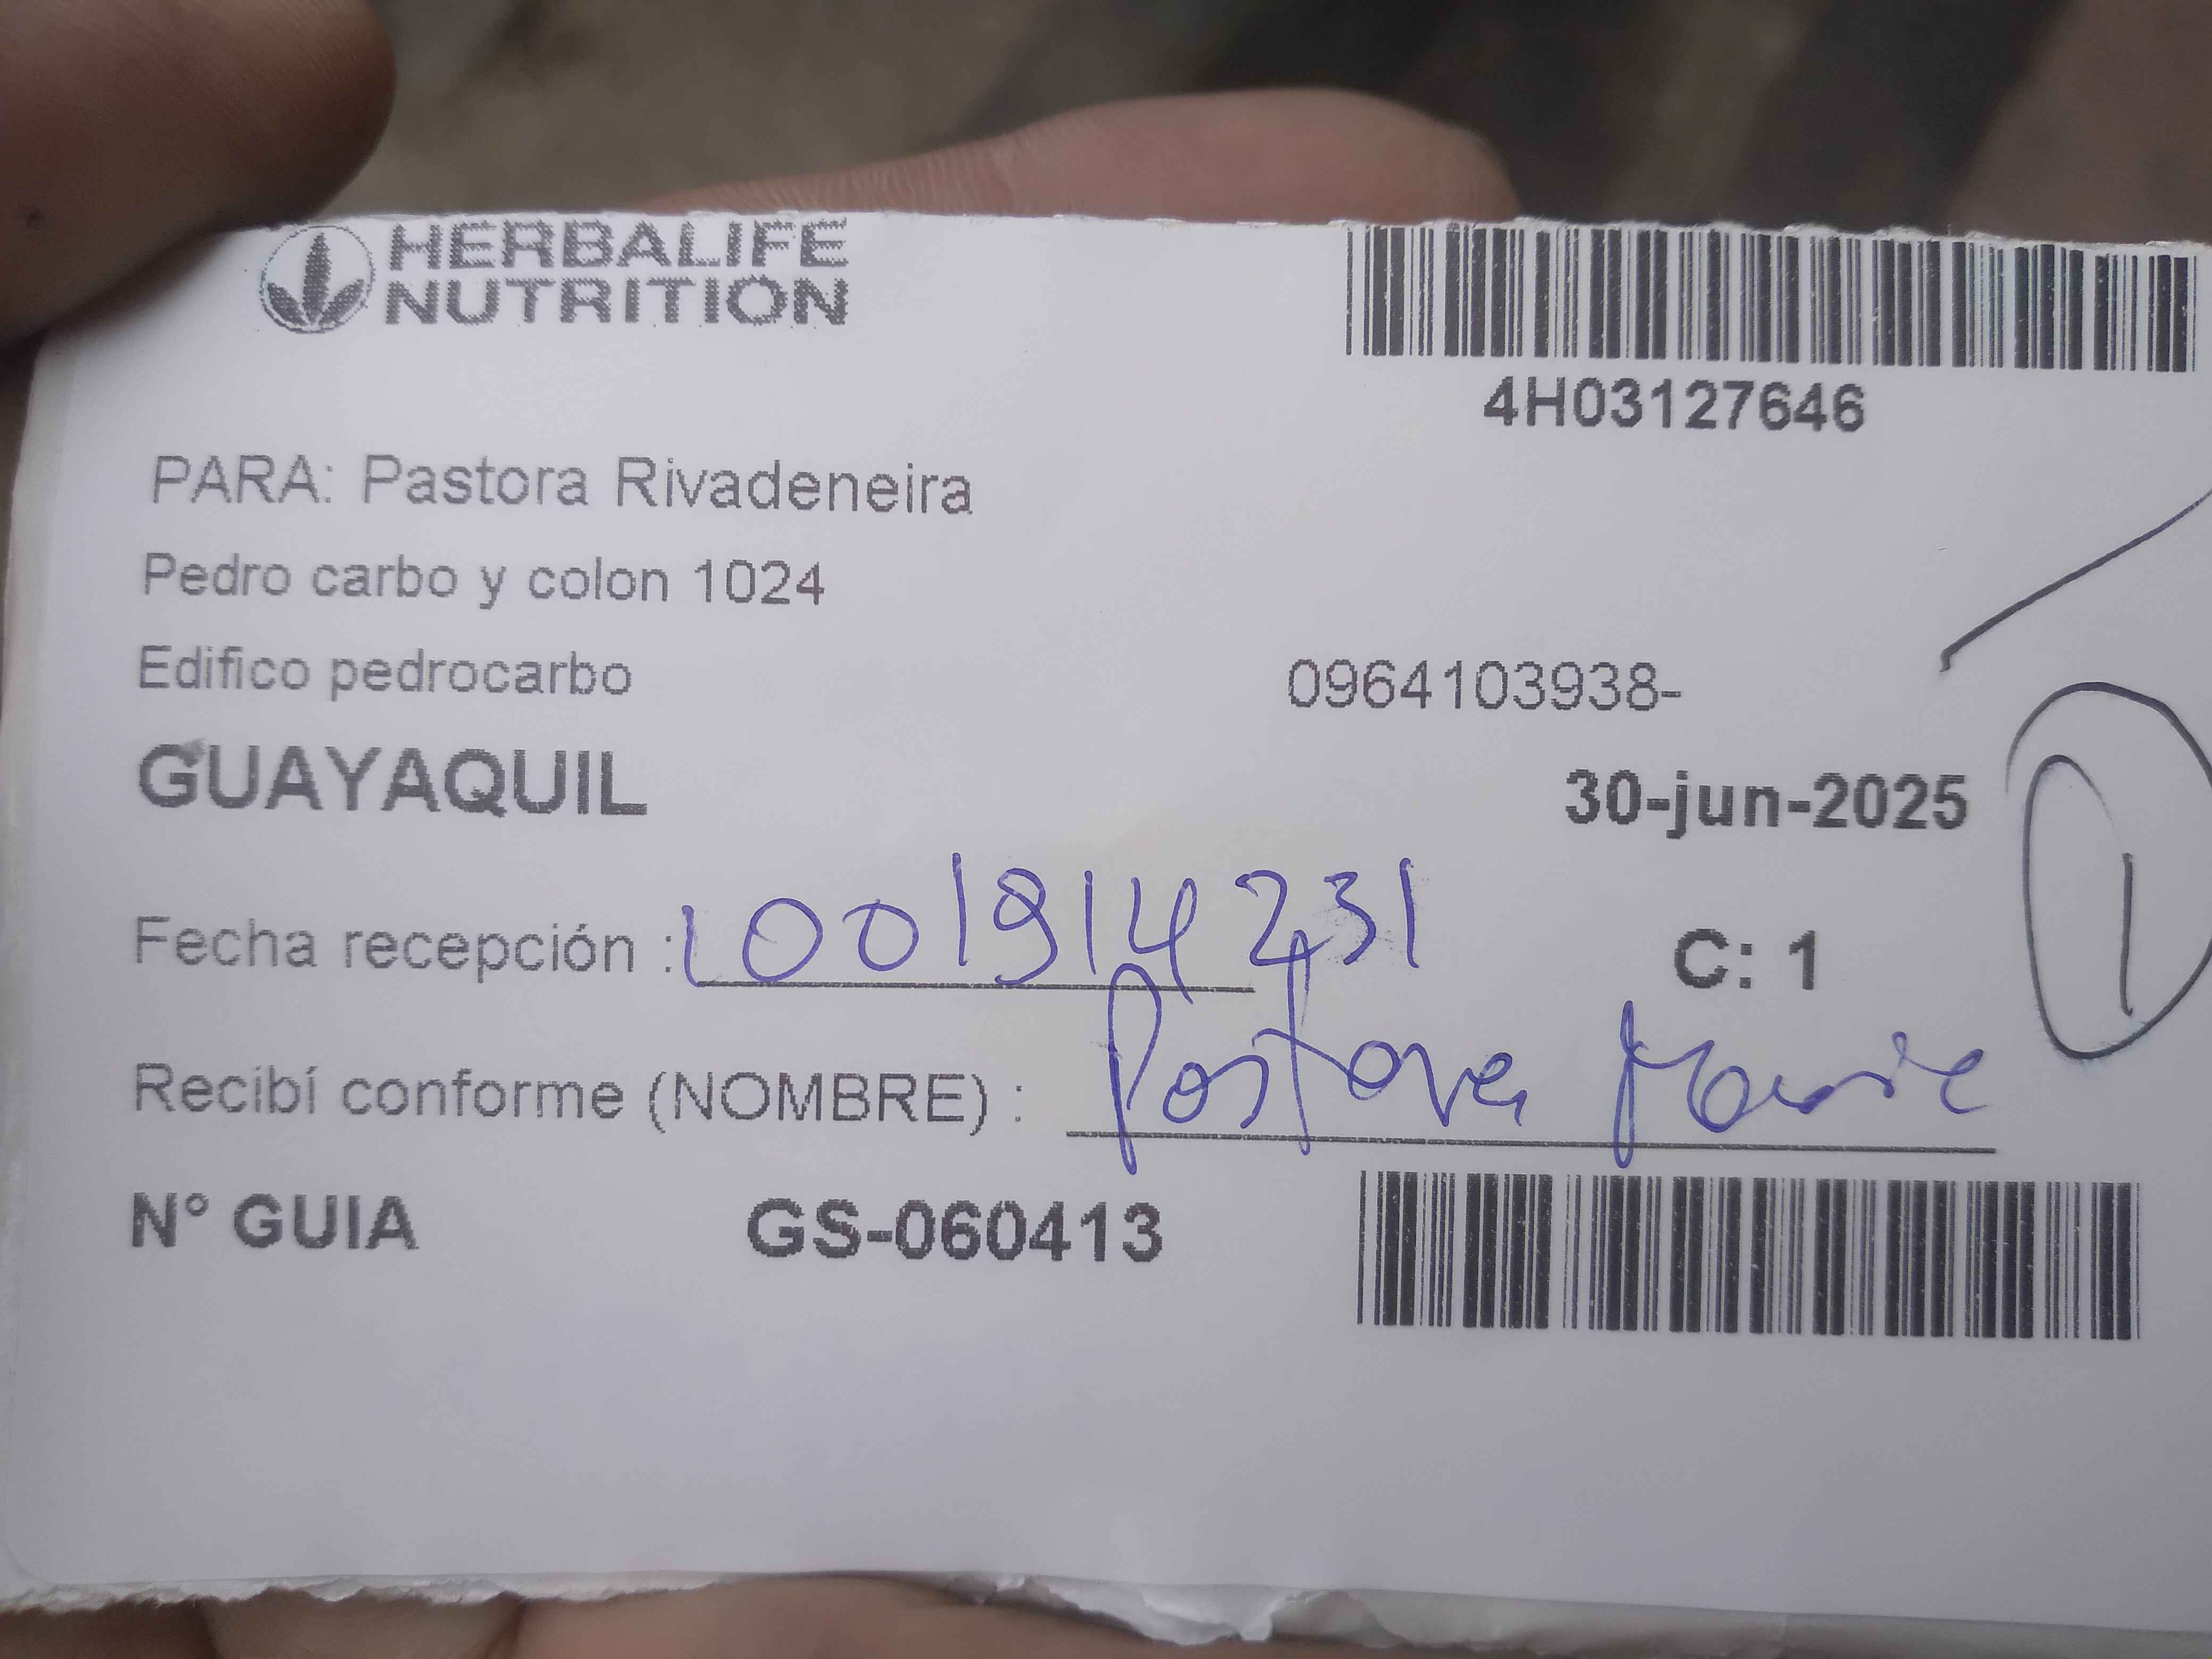 HERBALIFE
NUTRITION
4H03127646
PARA: Pastora Rivadeneira
Pedro carbo y colon 1024
Edifico pedrocarbo
0964103938-
GUAYAQUIL
30-jun-2025
Fecha recepción : 1001914231
C: 1
1
Recibí conforme (NOMBRE) : Pastora
N° GUIA GS-060413